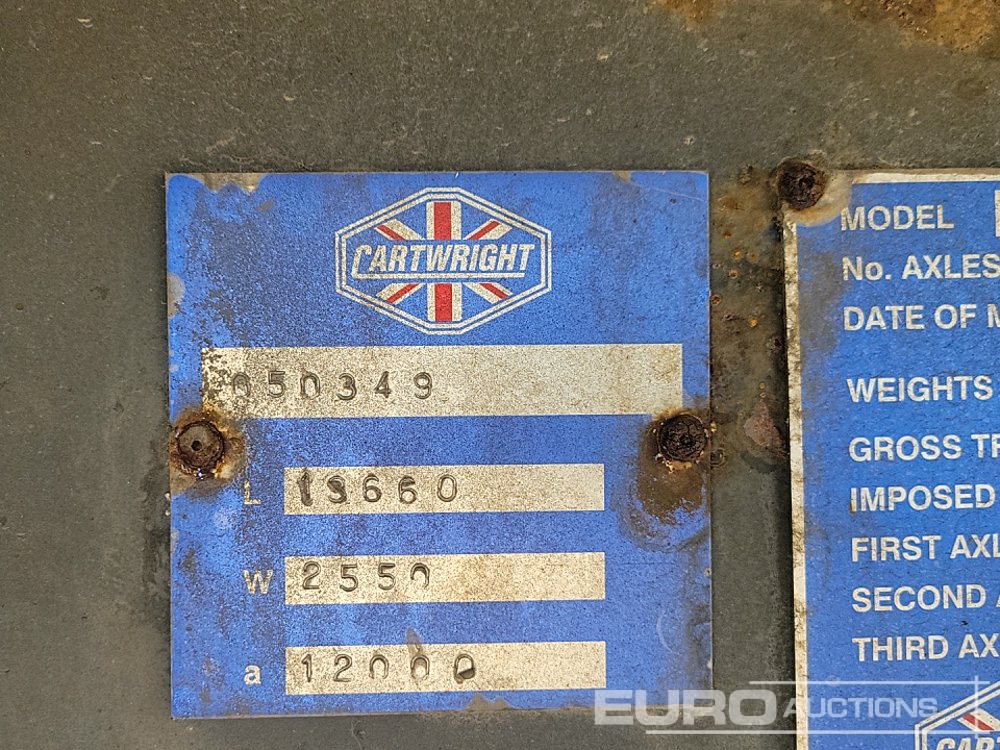 CARTWRIGHT
050349
L 13660
W 2550
a 12000
MODEL
No. AXLES
DATE OF M
WEIGHTS
GROSS TR
IMPOSED
FIRST AXL
SECOND A
THIRD AX
CARTW
EURO AUCTIONS